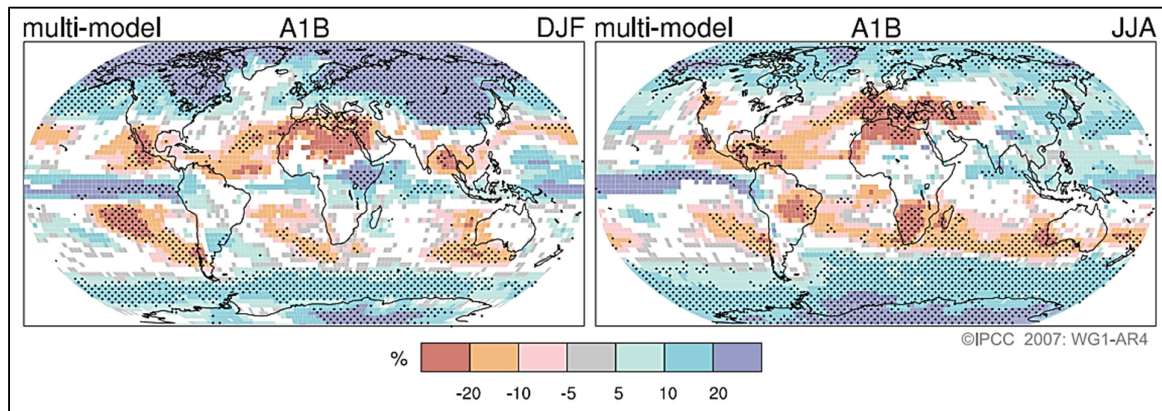 multi-model A1B DJF
multi-model A1B JJA
©IPCC 2007: WG1-AR4
%
-20 -10 -5 5 10 20